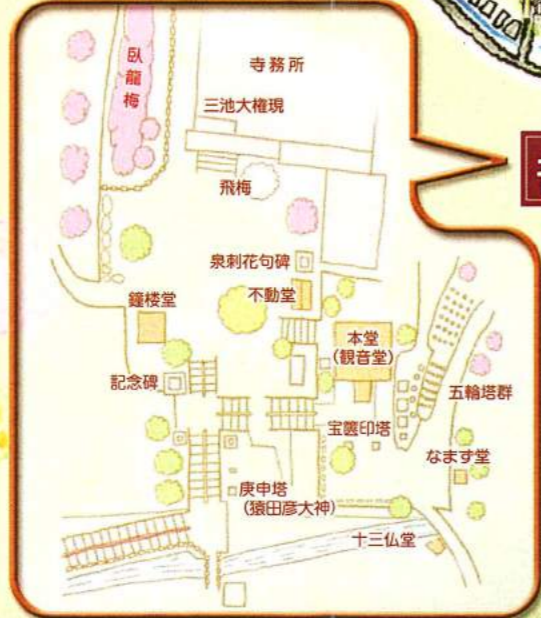 寺務所
臥龍梅
三池大権現
飛梅
泉刺花句碑
不動堂
鐘楼堂
本堂
(観音堂)
記念碑
五輪塔群
宝篋印塔
なまず堂
庚申塔
(猿田彦大神)
十三仏堂